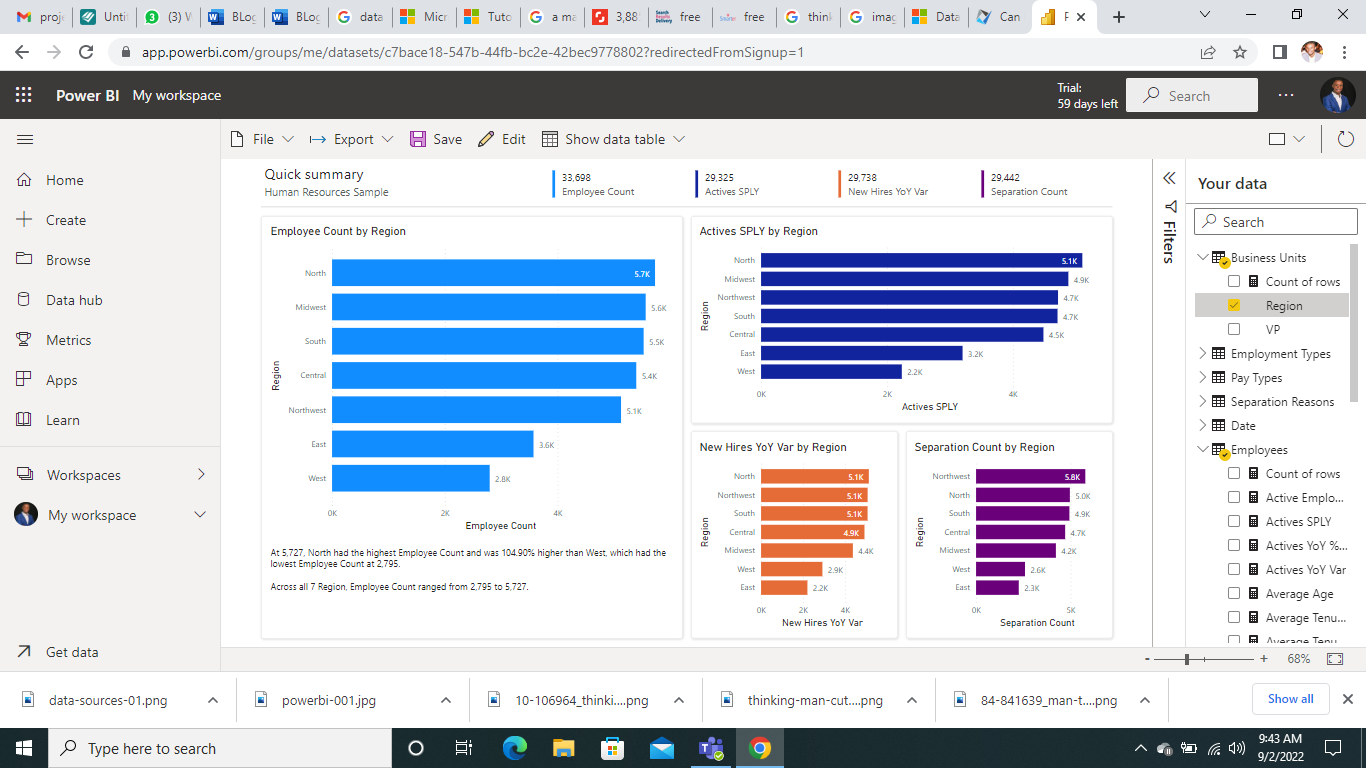 proje
Untit
(3) W
BLog
BLog
data
Micr
Tuto
a ma
3,88
free
free
think
imag
Data
Can
app.powerbi.com/groups/me/datasets/c7bace18-547b-44fb-bc2e-42bec9778802?redirectedFromSignup=1
Power BI My workspace
Trial:
59 days left
Search
File
Export
Save
Edit
Show data table
Home
Create
Browse
Data hub
Metrics
Apps
Learn
Workspaces
My workspace
Get data
Quick summary
Human Resources Sample
33,698
Employee Count
29,325
Actives SPLY
29,738
New Hires YoY Var
29,442
Separation Count
Employee Count by Region
Region
North 5.7K
Midwest 5.6K
South 5.5K
Central 5.4K
Northwest 5.1K
East 3.6K
West 2.8K
0K 2K 4K
Employee Count
At 5,727, North had the highest Employee Count and was 104.90% higher than West, which had the
lowest Employee Count at 2,795.
Across all 7 Region, Employee Count ranged from 2,795 to 5,727.
Actives SPLY by Region
Region
North 5.1K
Midwest 4.9K
Northwest 4.7K
South 4.7K
Central 4.5K
East 3.2K
West 2.2K
0K 2K 4K
Actives SPLY
New Hires YoY Var by Region
Region
North 5.1K
Northwest 5.1K
South 5.1K
Central 4.9K
Midwest 4.4K
West 2.9K
East 2.2K
0K 2K 4K
New Hires YoY Var
Separation Count by Region
Region
Northwest 5.8K
North 5.0K
South 4.9K
Central 4.7K
Midwest 4.2K
West 2.6K
East 2.3K
0K 5K
Separation Count
Filters
Your data
Search
Business Units
Count of rows
Region
VP
Employment Types
Pay Types
Separation Reasons
Date
Employees
Count of rows
Active Emplo...
Actives SPLY
Actives YoY %...
Actives YoY Var
Average Age
Average Tenu...
Average Tenu...
- + 68%
data-sources-01.png
powerbi-001.jpg
10-106964_thinki....png
thinking-man-cut....png
84-841639_man-t....png
Show all
Type here to search
9:43 AM
9/2/2022